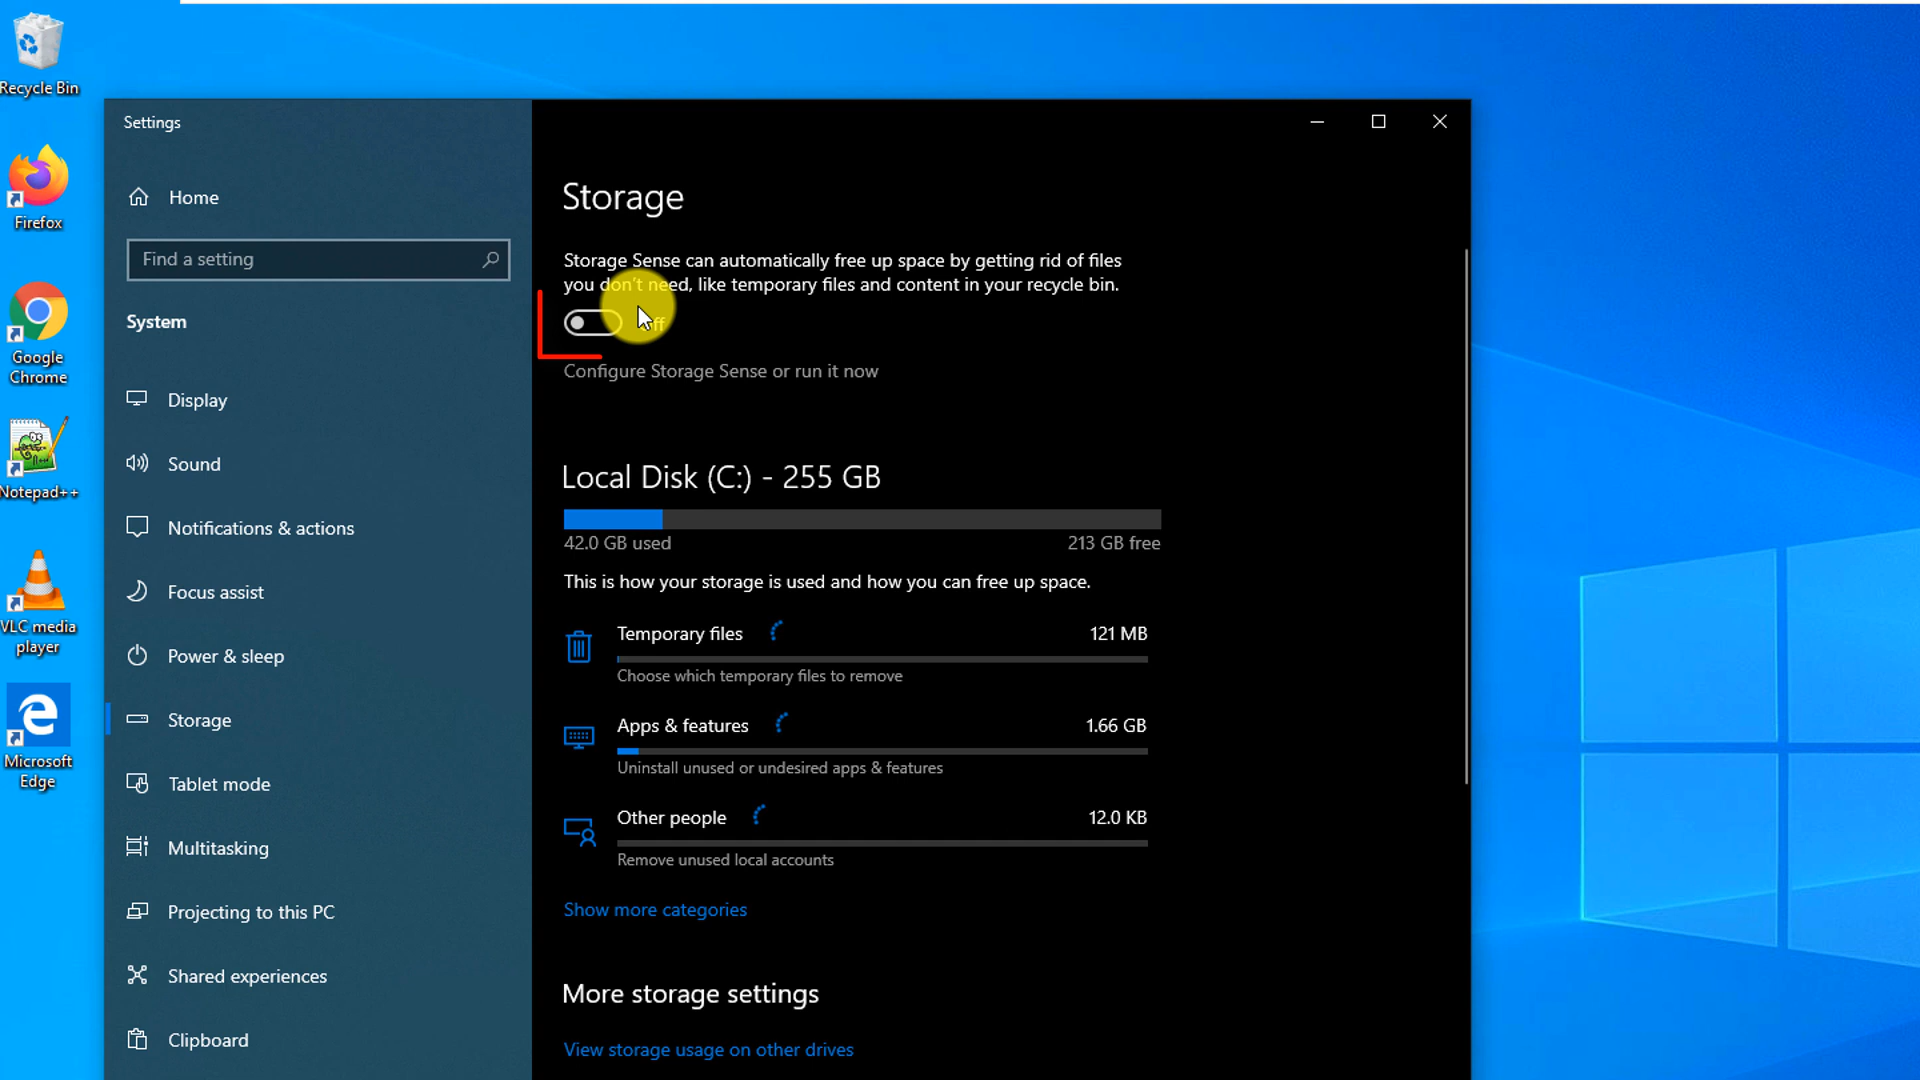 Recycle Bin
Firefox
Google
Chrome
Notepad++
VLC media
player
Microsoft
Edge
Settings
Home
Find a setting
System
Display
Sound
Notifications & actions
Focus assist
Power & sleep
Storage
Tablet mode
Multitasking
Projecting to this PC
Shared experiences
Clipboard
Storage
Storage Sense can automatically free up space by getting rid of files
you don't need, like temporary files and content in your recycle bin.
Off
Configure Storage Sense or run it now
Local Disk (C:) - 255 GB
42.0 GB used
213 GB free
This is how your storage is used and how you can free up space.
Temporary files
121 MB
Choose which temporary files to remove
Apps & features
1.66 GB
Uninstall unused or undesired apps & features
Other people
12.0 KB
Remove unused local accounts
Show more categories
More storage settings
View storage usage on other drives